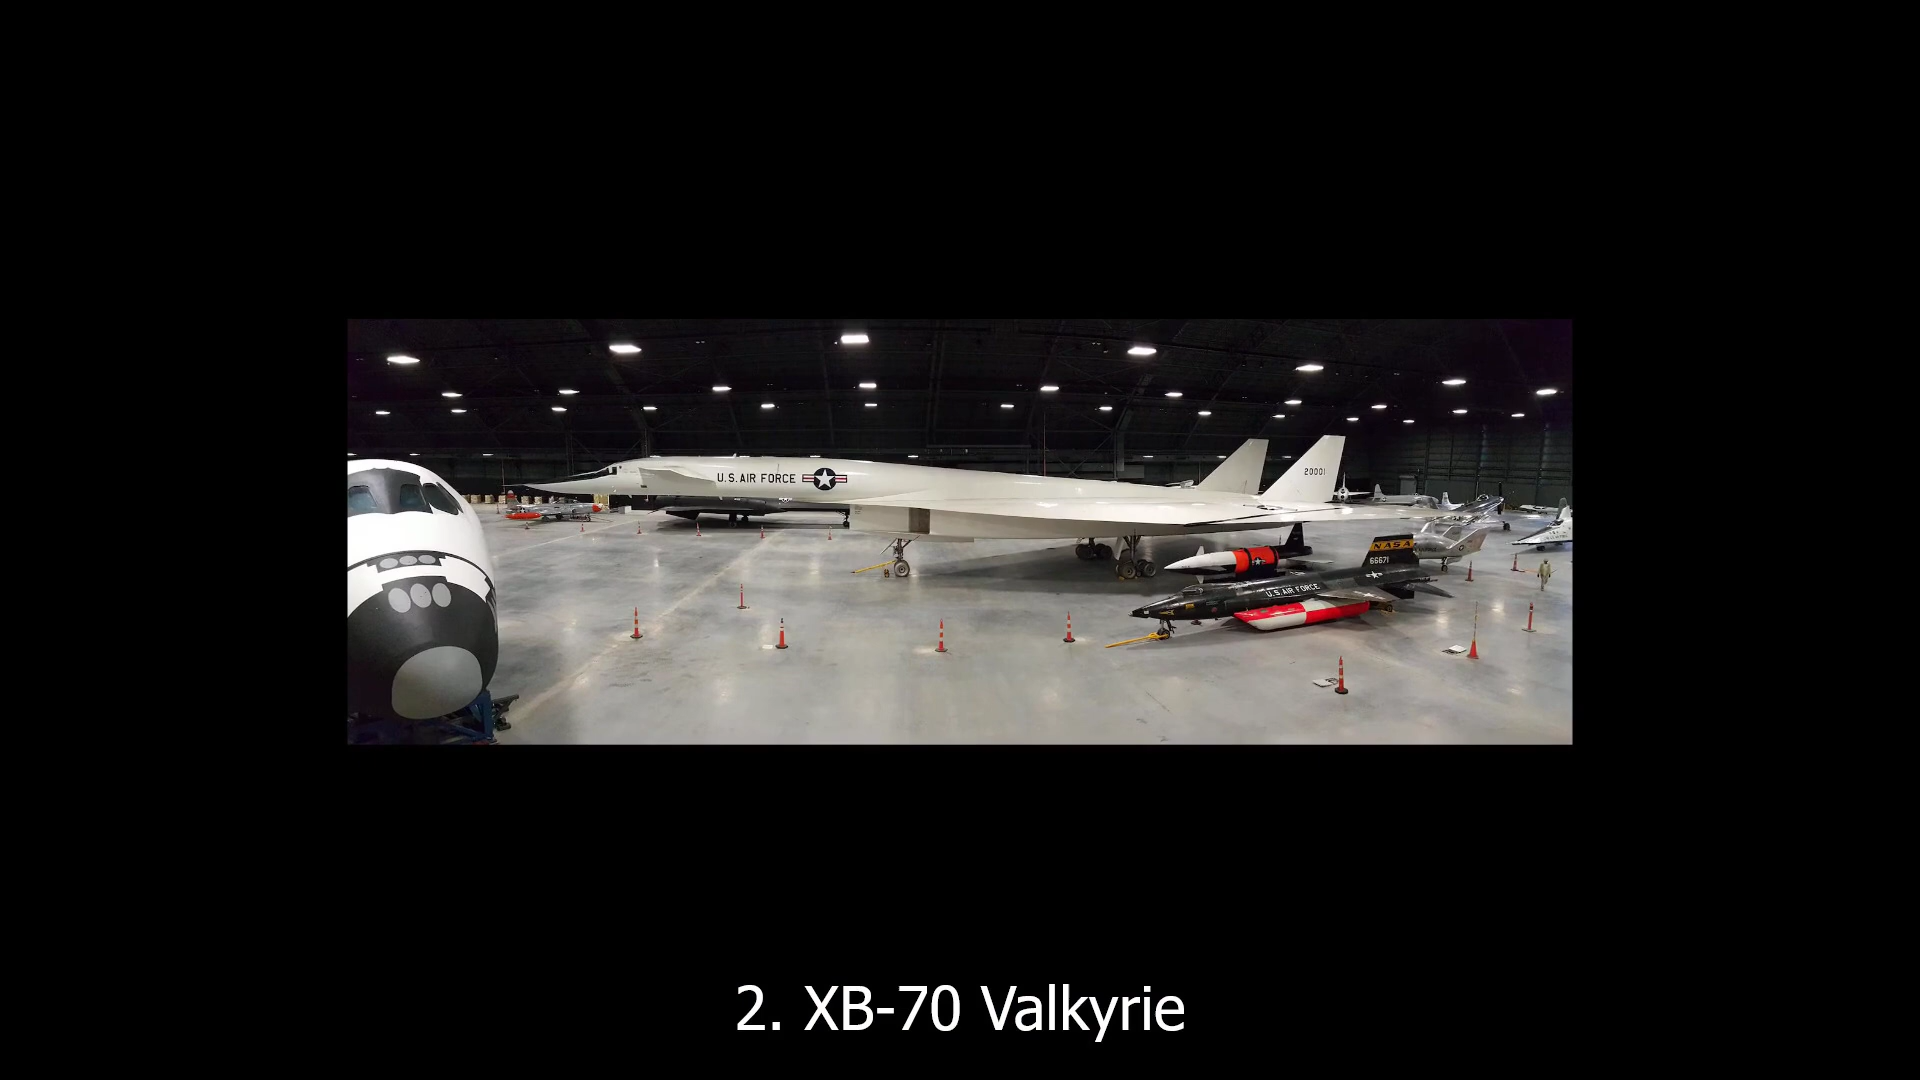 U.S. AIR FORCE
20001
NASA
66671
U.S. AIR FORCE
2. XB-70 Valkyrie